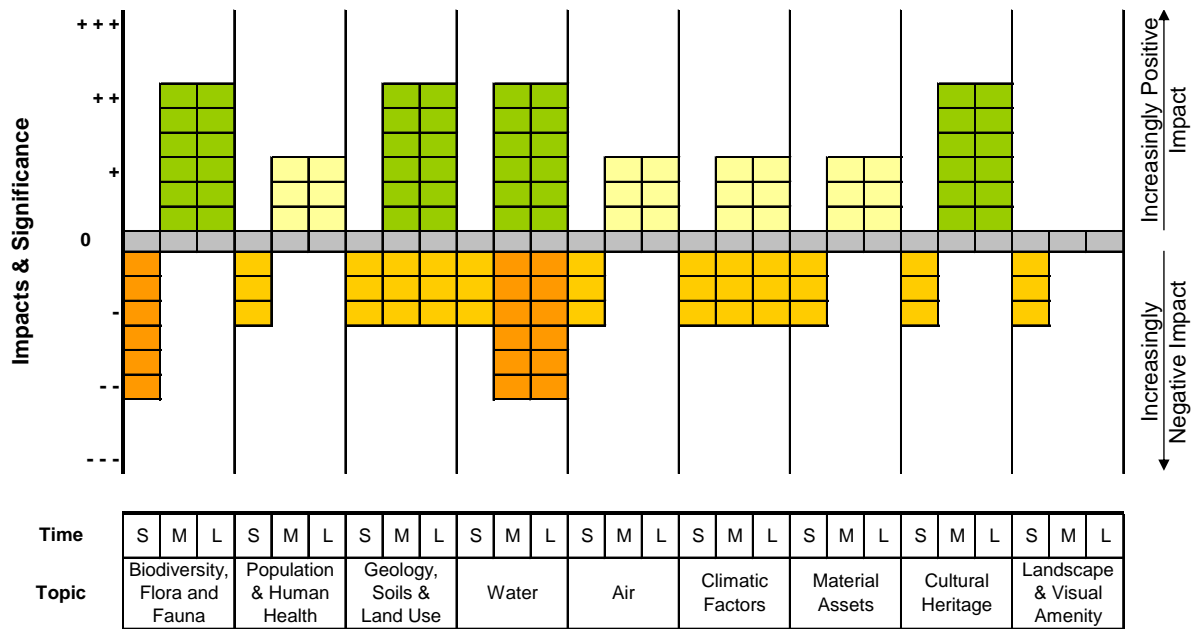 Impacts & Significance
+ + +
+ +
+
0
-
- -
- - -
Increasingly Positive
Impact
Increasingly
Negative Impact
Time S M L S M L S M L S M L S M L S M L S M L S M L S M L
Topic
Biodiversity,
Flora and
Fauna
Population
& Human
Health
Geology,
Soils &
Land Use
Water
Air
Climatic
Factors
Material
Assets
Cultural
Heritage
Landscape
& Visual
Amenity